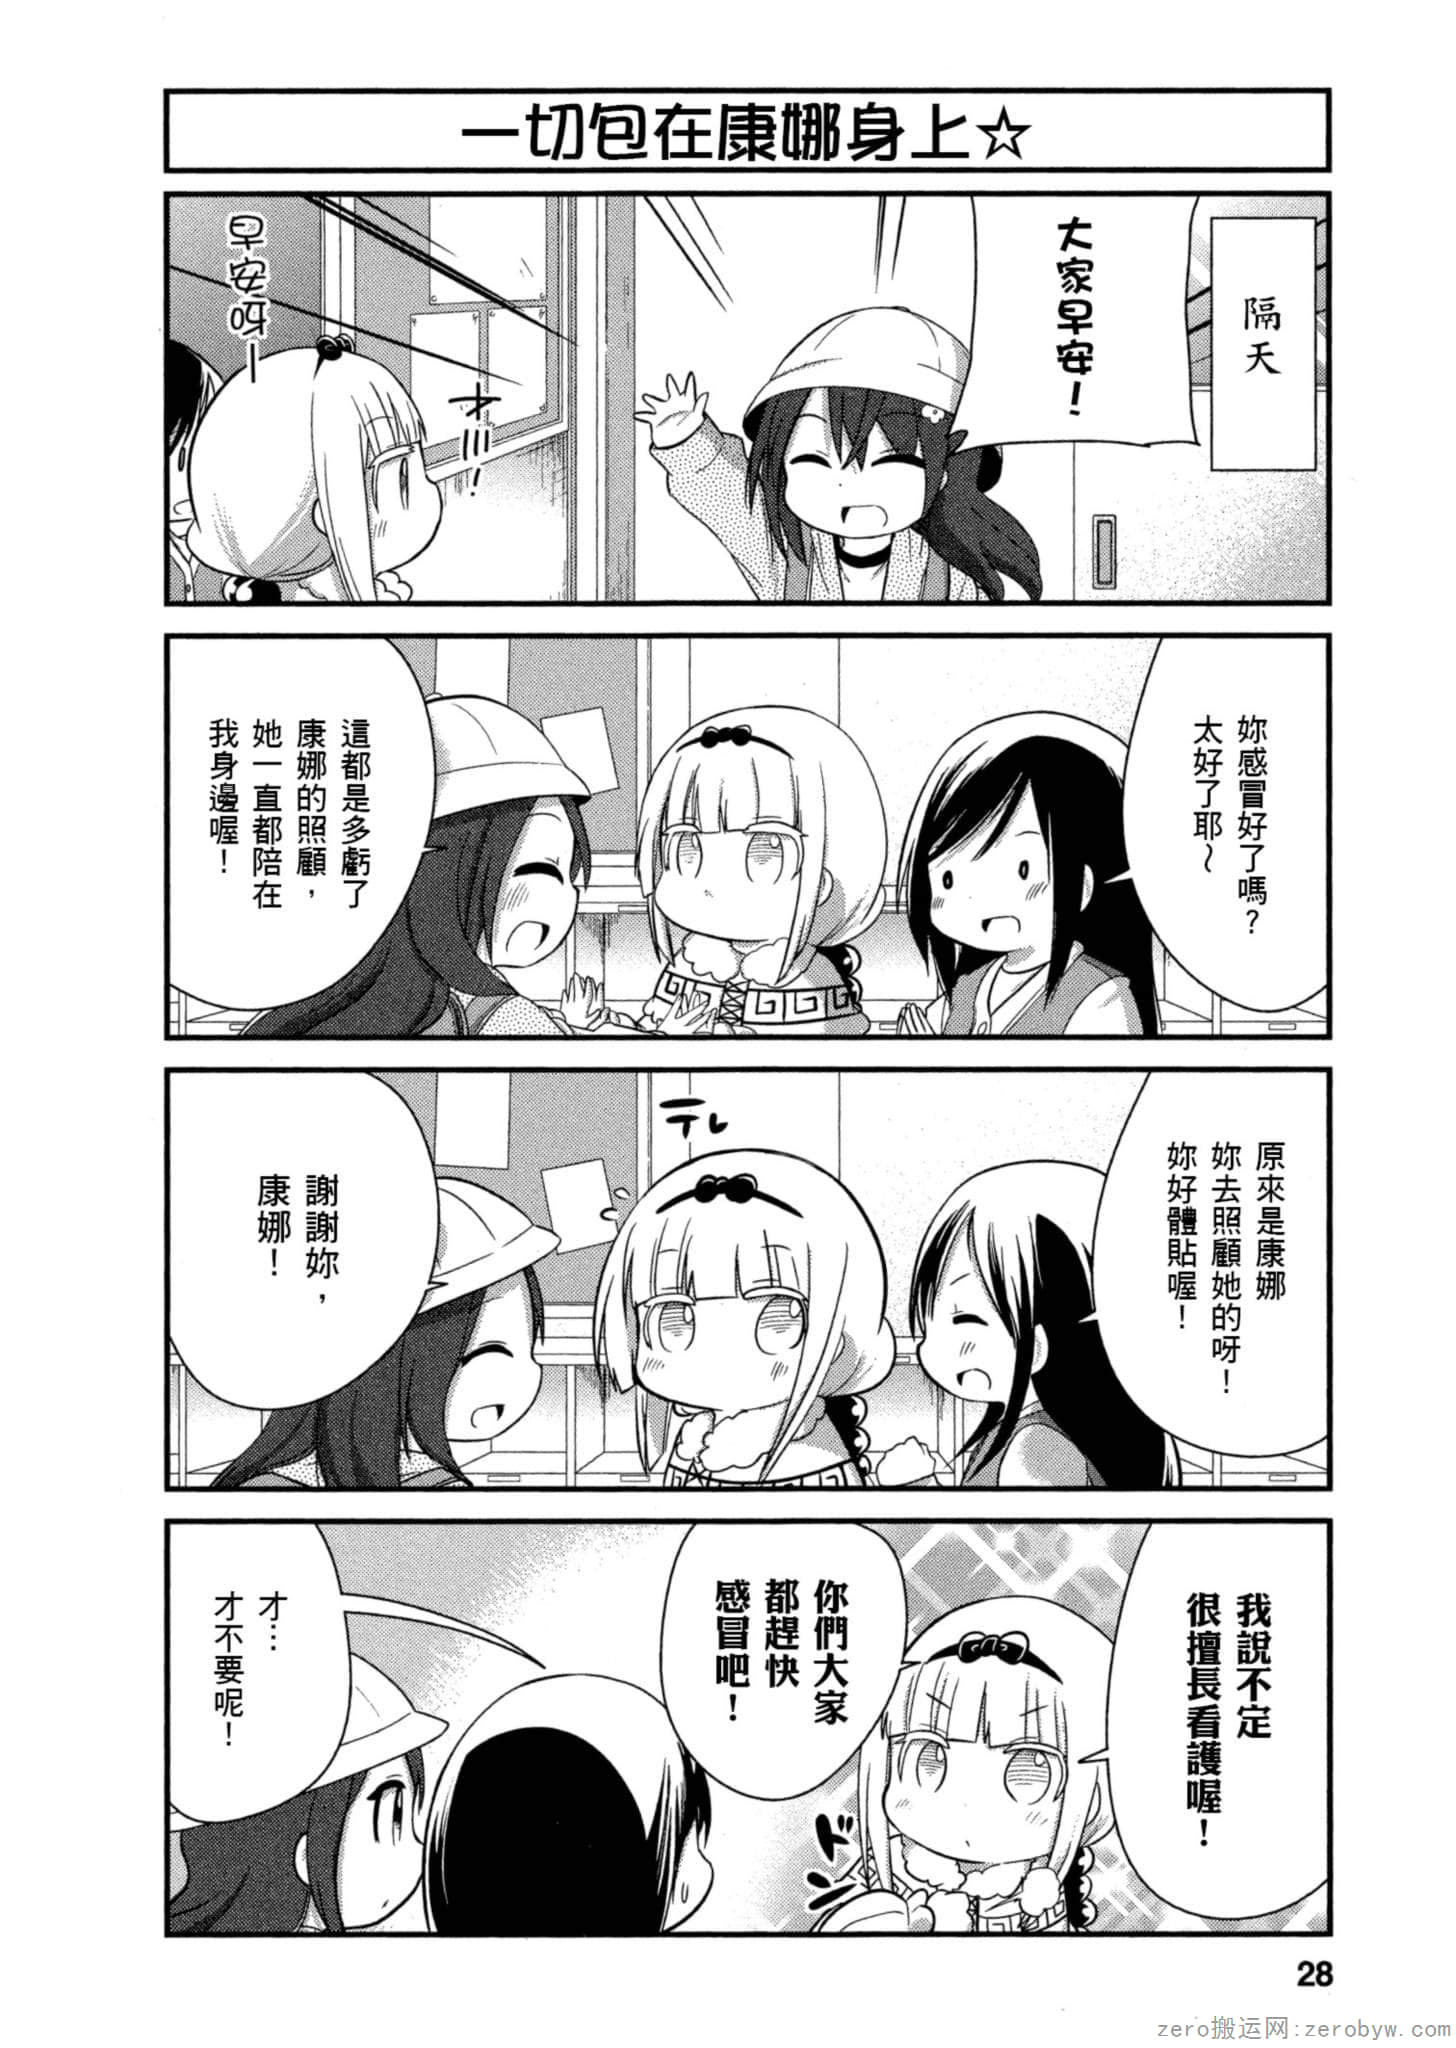 一切包在康娜身上☆
隔天
大家早安！
オ!!!!
早安呀ー
妳感冒好了嗎？
太好了耶～
這都是多虧了
康娜的照顧，
她一直都陪在
我身邊喔！
原來是康娜
妳去照顧她的呀！
妳好體貼喔！
テレ
謝謝妳，
康娜！
我說不定
很擅長看護喔！
你們大家
都趕快
感冒吧！
ドン
才…
才不要呢！
28
zero搬运网:zerobyw.com